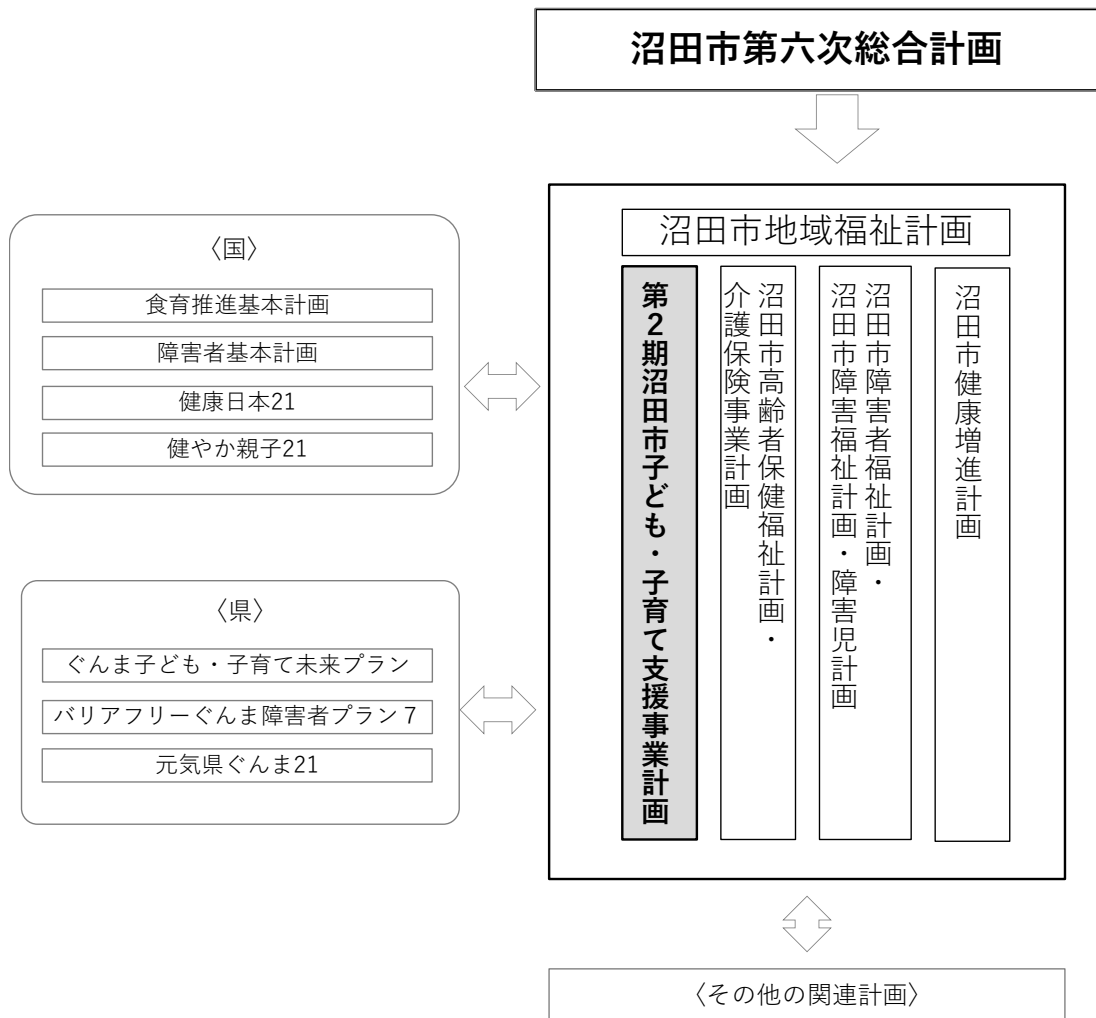 沼田市第六次総合計画
〈国〉
食育推進基本計画
障害者基本計画
健康日本21
健やか親子21
〈県〉
ぐんま子ども・子育て未来プラン
バリアフリーぐんま障害者プラン７
元気県ぐんま21
沼田市地域福祉計画
第２期沼田市子ども・子育て支援事業計画
沼田市高齢者保健福祉計画・
介護保険事業計画
沼田市障害者福祉計画・
沼田市障害福祉計画・障害児計画
沼田市健康増進計画
〈その他の関連計画〉